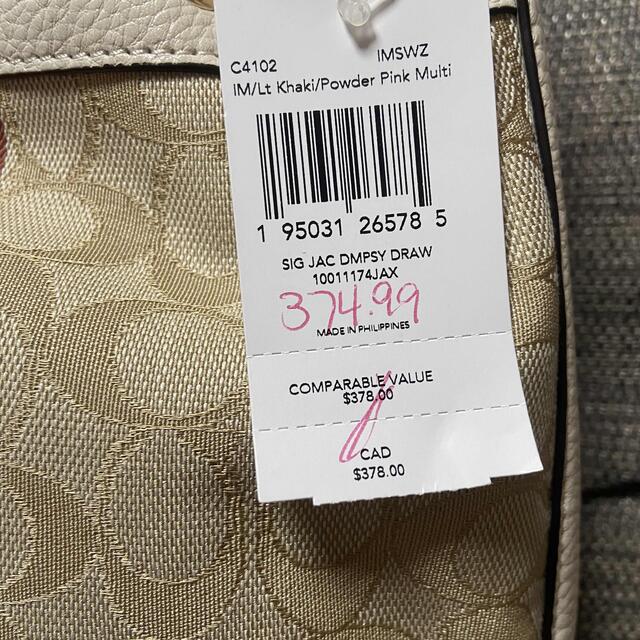 C4102 IMSWZ
IM/Lt Khaki/Powder Pink Multi
1 95031 26578 5
SIG JAC DMPSY DRAW
10011174JAX
374.99
MADE IN PHILIPPINES
COMPARABLE VALUE
$378.00
CAD
$378.00